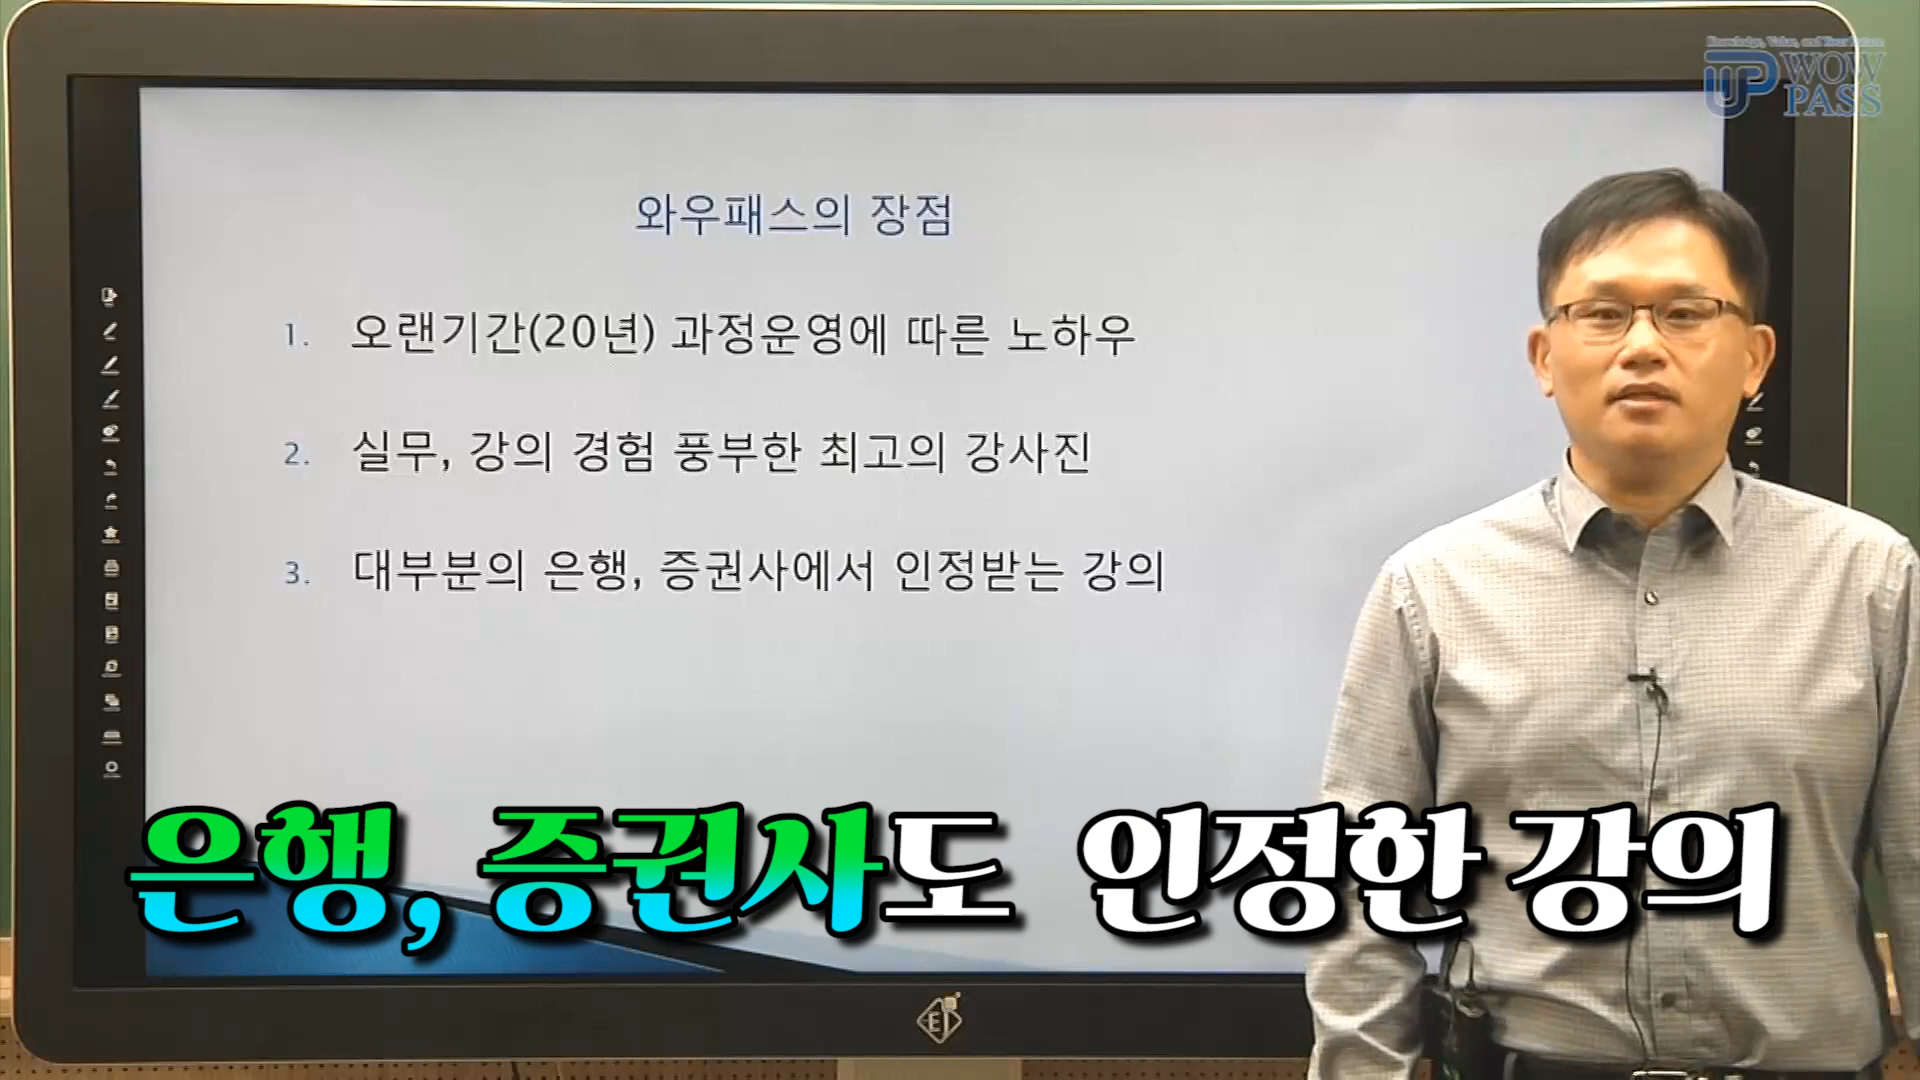 WOW
PASS
와우패스의 장점
1. 오랜기간(20년) 과정운영에 따른 노하우
2. 실무, 강의 경험 풍부한 최고의 강사진
3. 대부분의 은행, 증권사에서 인정받는 강의
은행, 증권사도 인정한 강의